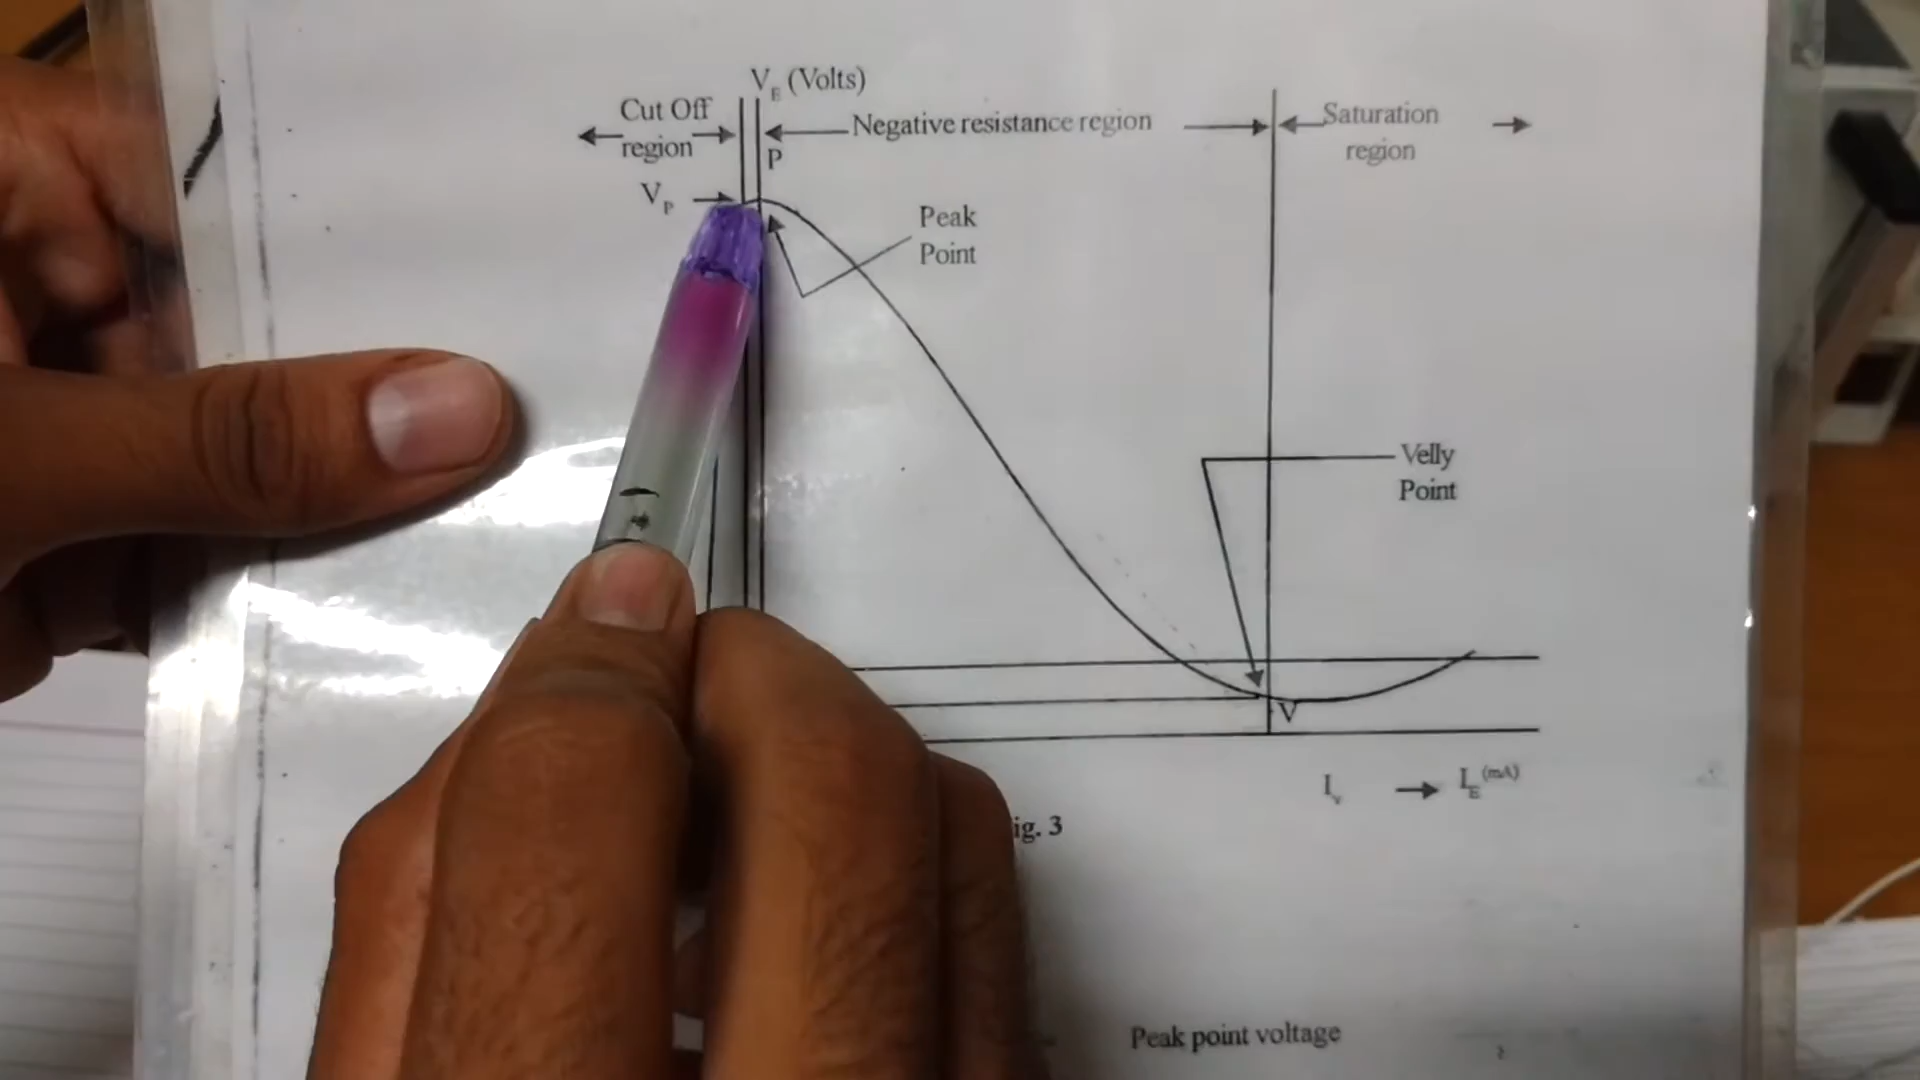 V_E (Volts)
Cut Off
region
Negative resistance region
Saturation
region
P
V_P
Peak
Point
Velly
Point
V
I_v
I_E (mA)
ig. 3
Peak point voltage